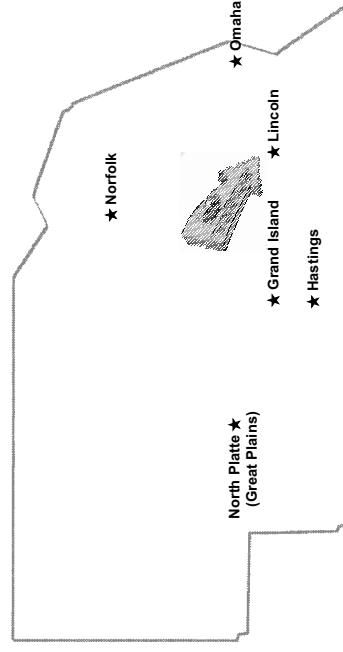 Omaha
Norfolk
Lincoln
Grand Island
Hastings
North Platte
(Great Plains)